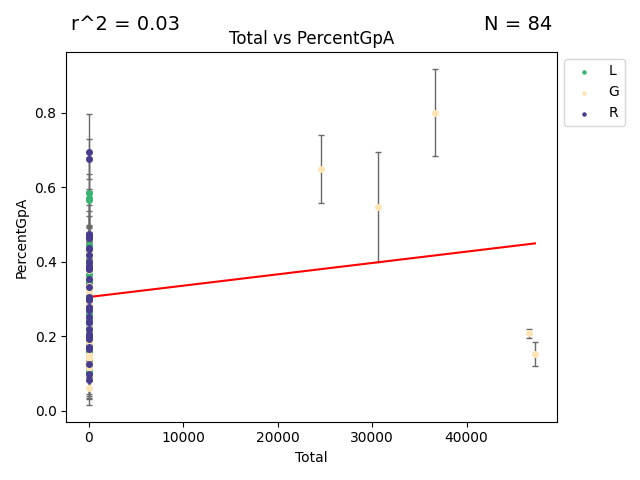 r^2 = 0.03
N = 84
Total vs PercentGpA
L
G
R
PercentGpA
0.8
0.6
0.4
0.2
0.0
0
10000
20000
30000
40000
Total